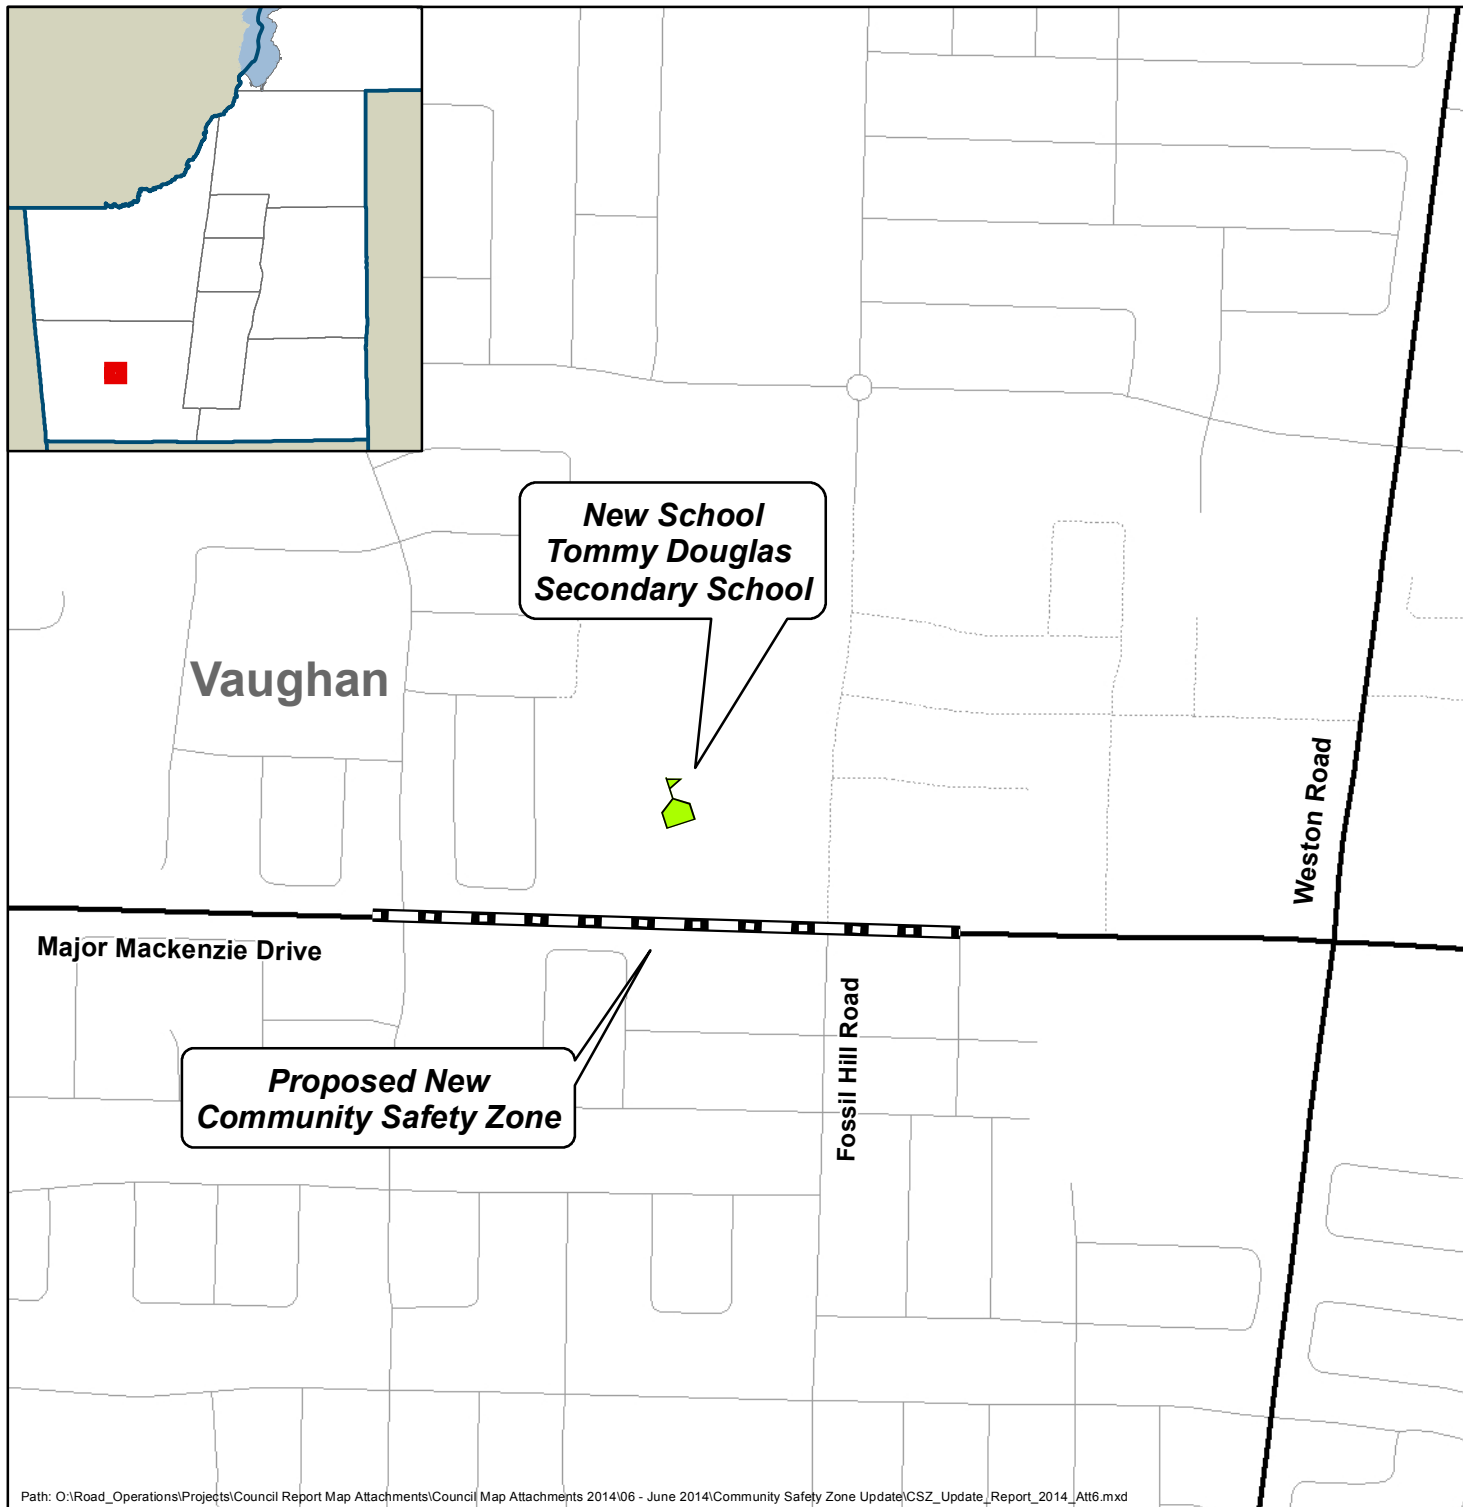 New School
Tommy Douglas
Secondary School
Vaughan
Weston Road
Major Mackenzie Drive
Fossil Hill Road
Proposed New
Community Safety Zone
Path: O:\Road_Operations\Projects\Council Report Map Attachments\Council Map Attachments 2014\06 - June 2014\Community Safety Zone Update\CSZ_Update_Report_2014_Att6.mxd